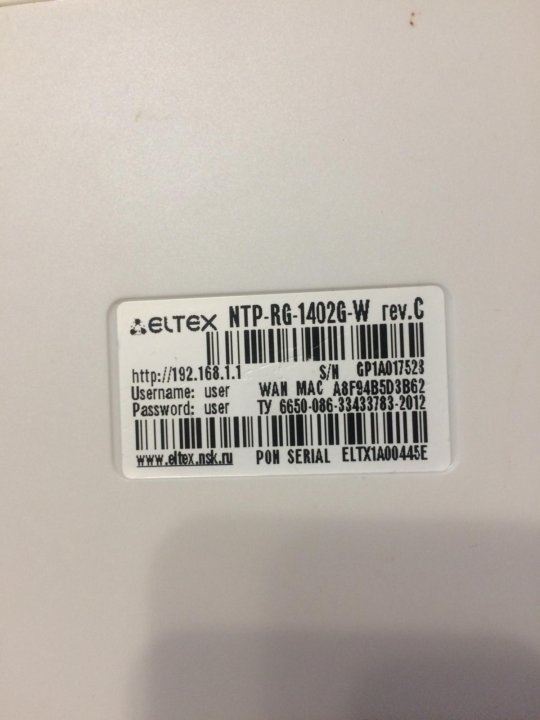 ELTEX NTP-RG-1402G-W rev.C
http://192.168.1.1 S/N GP1A017523
Username: user WAN MAC A8F94B5D3B62
Password: user ТУ 6650-086-33433783-2012
www.eltex.nsk.ru PON SERIAL ELTX1A00445E